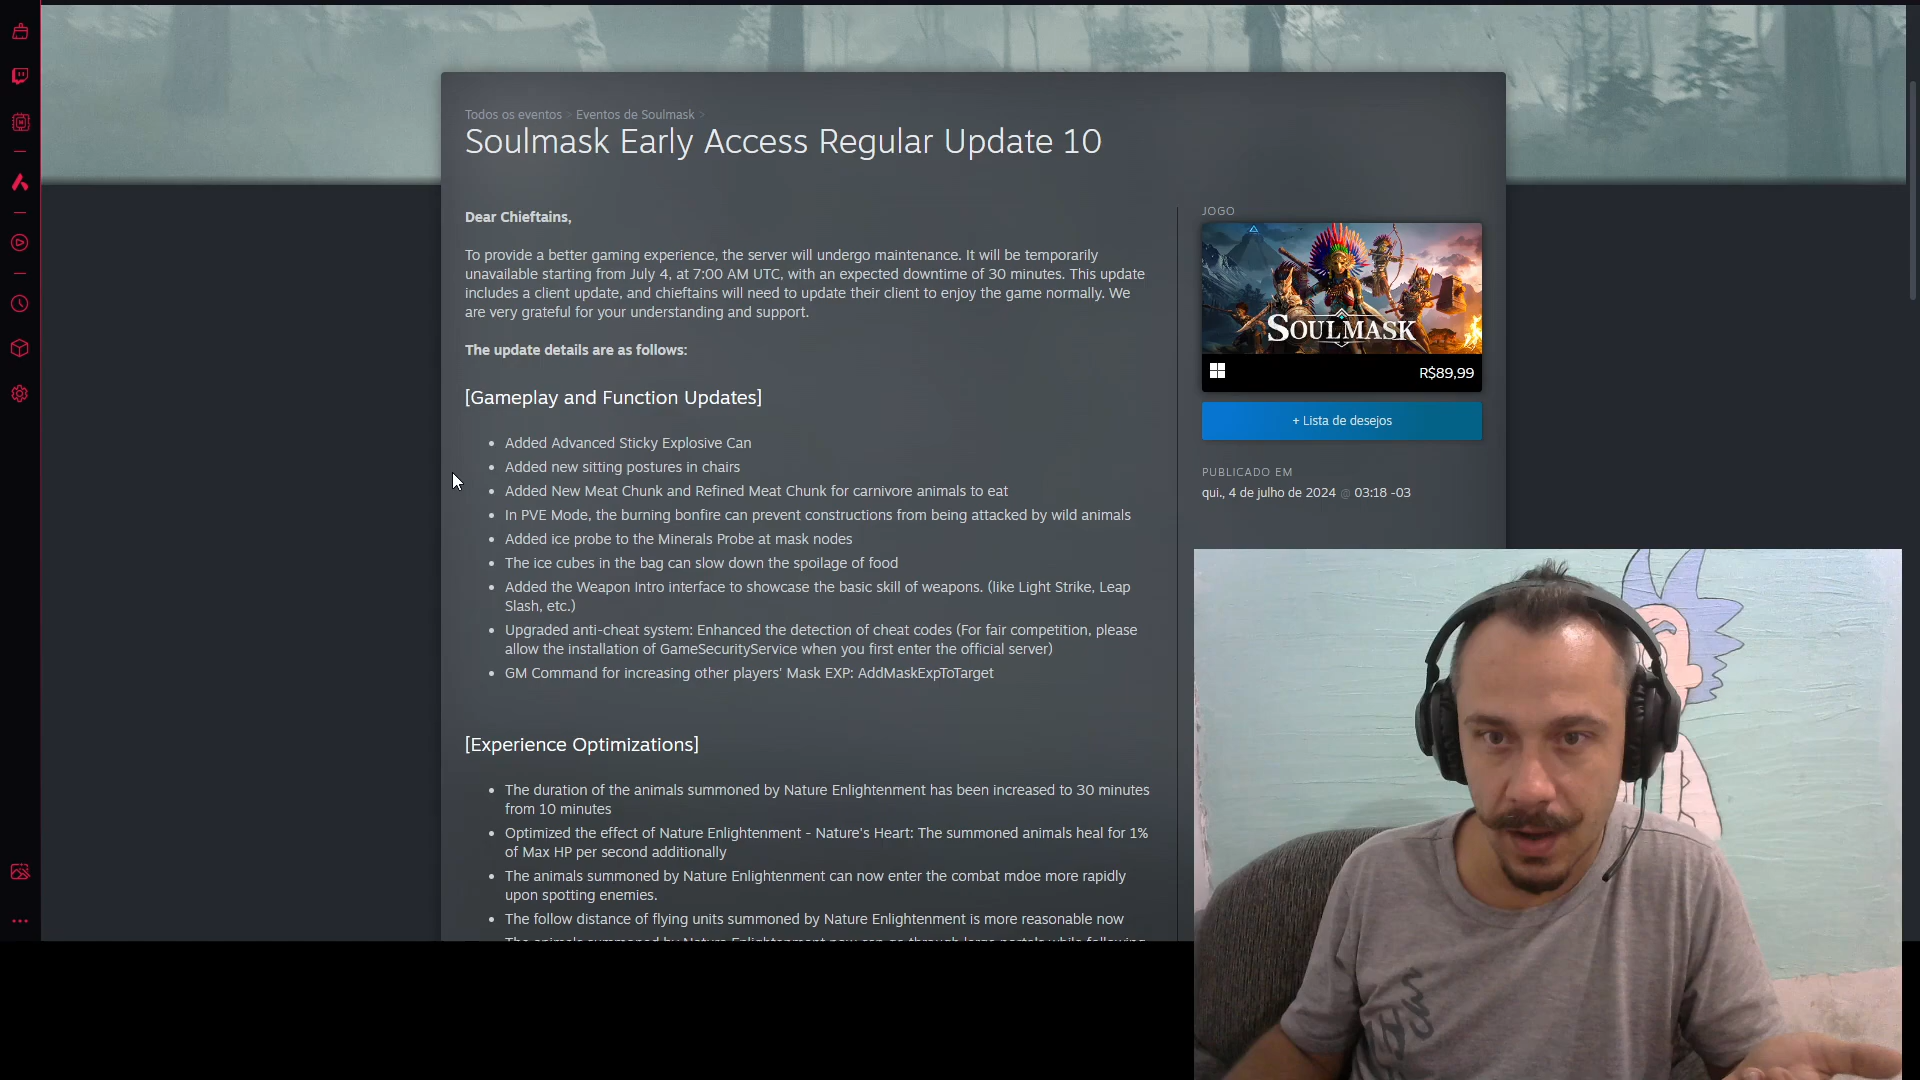 Todos os eventos > Eventos de Soulmask >
Soulmask Early Access Regular Update 10
Dear Chieftains,
To provide a better gaming experience, the server will undergo maintenance. It will be temporarily
unavailable starting from July 4, at 7:00 AM UTC, with an expected downtime of 30 minutes. This update
includes a client update, and chieftains will need to update their client to enjoy the game normally. We
are very grateful for your understanding and support.
The update details are as follows:
[Gameplay and Function Updates]
• Added Advanced Sticky Explosive Can
• Added new sitting postures in chairs
• Added New Meat Chunk and Refined Meat Chunk for carnivore animals to eat
• In PVE Mode, the burning bonfire can prevent constructions from being attacked by wild animals
• Added ice probe to the Minerals Probe at mask nodes
• The ice cubes in the bag can slow down the spoilage of food
• Added the Weapon Intro interface to showcase the basic skill of weapons. (like Light Strike, Leap
Slash, etc.)
• Upgraded anti-cheat system: Enhanced the detection of cheat codes (For fair competition, please
allow the installation of GameSecurityService when you first enter the official server)
• GM Command for increasing other players' Mask EXP: AddMaskExpToTarget
[Experience Optimizations]
• The duration of the animals summoned by Nature Enlightenment has been increased to 30 minutes
from 10 minutes
• Optimized the effect of Nature Enlightenment - Nature's Heart: The summoned animals heal for 1%
of Max HP per second additionally
• The animals summoned by Nature Enlightenment can now enter the combat mdoe more rapidly
upon spotting enemies.
• The follow distance of flying units summoned by Nature Enlightenment is more reasonable now
The animals summoned by Nature Enlightenment now can go through large portals while following
JOGO
SOULMASK
R$89,99
+ Lista de desejos
PUBLICADO EM
qui., 4 de julho de 2024 @ 03:18 -03